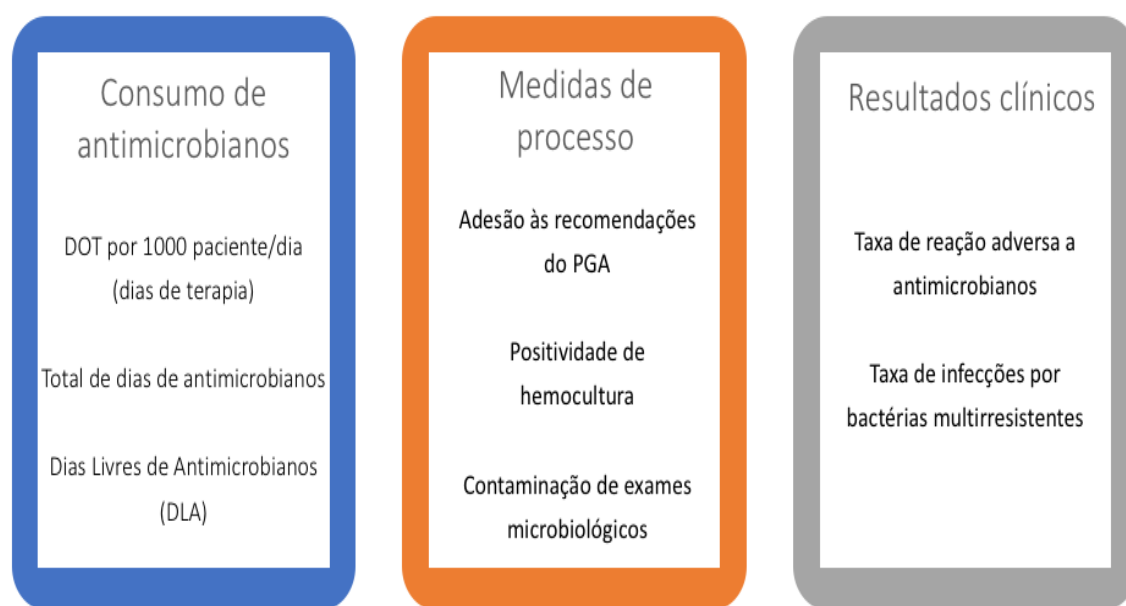 Consumo de
antimicrobianos
DOT por 1000 paciente/dia
(dias de terapia)
Total de dias de antimicrobianos
Dias Livres de Antimicrobianos
(DLA)
Medidas de
processo
Adesão às recomendações
do PGA
Positividade de
hemocultura
Contaminação de exames
microbiológicos
Resultados clínicos
Taxa de reação adversa a
antimicrobianos
Taxa de infecções por
bactérias multirresistentes